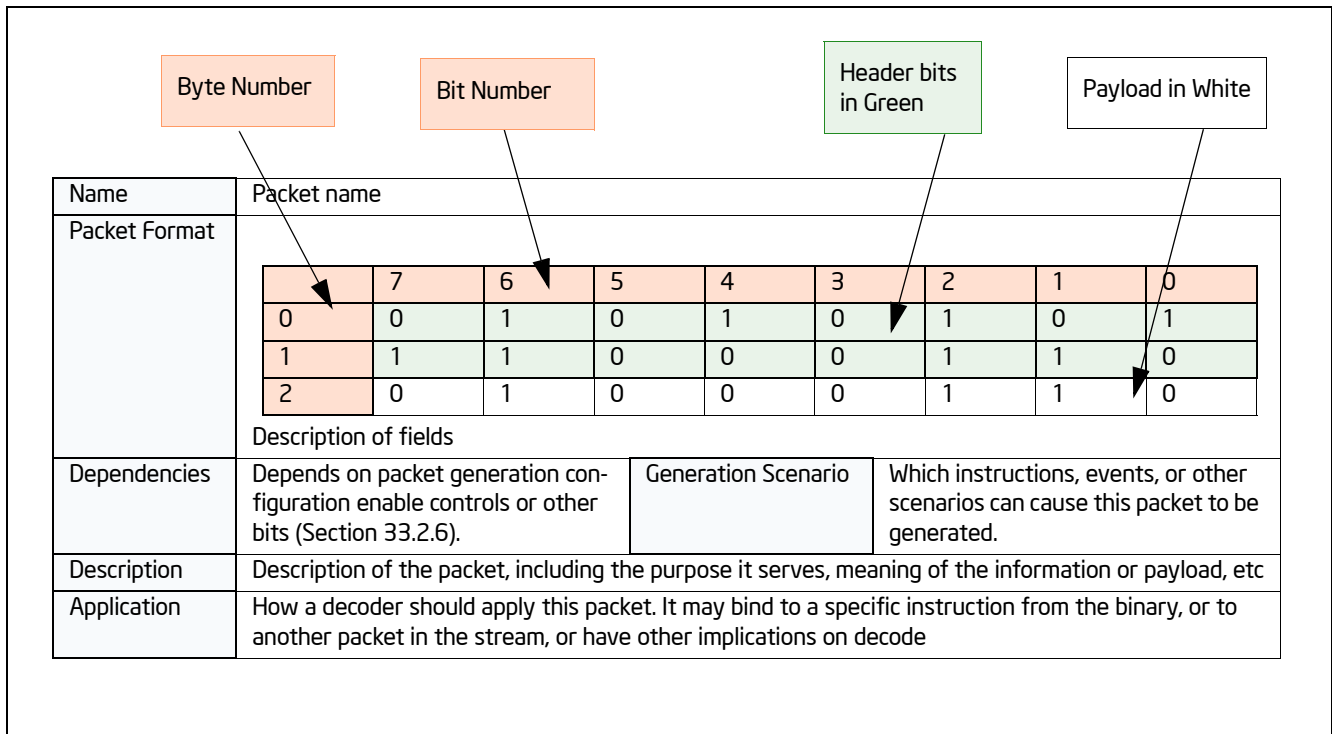 Byte Number
Bit Number
Header bits
in Green
Payload in White
Name Packet name
Packet Format
7 6 5 4 3 2 1 0
0 0 1 0 1 0 1 0 1
1 1 1 0 0 0 1 1 0
2 0 1 0 0 0 1 1 0
Description of fields
Dependencies
Depends on packet generation con-
figuration enable controls or other
bits (Section 33.2.6).
Generation Scenario
Which instructions, events, or other
scenarios can cause this packet to be
generated.
Description Description of the packet, including the purpose it serves, meaning of the information or payload, etc
Application How a decoder should apply this packet. It may bind to a specific instruction from the binary, or to
another packet in the stream, or have other implications on decode